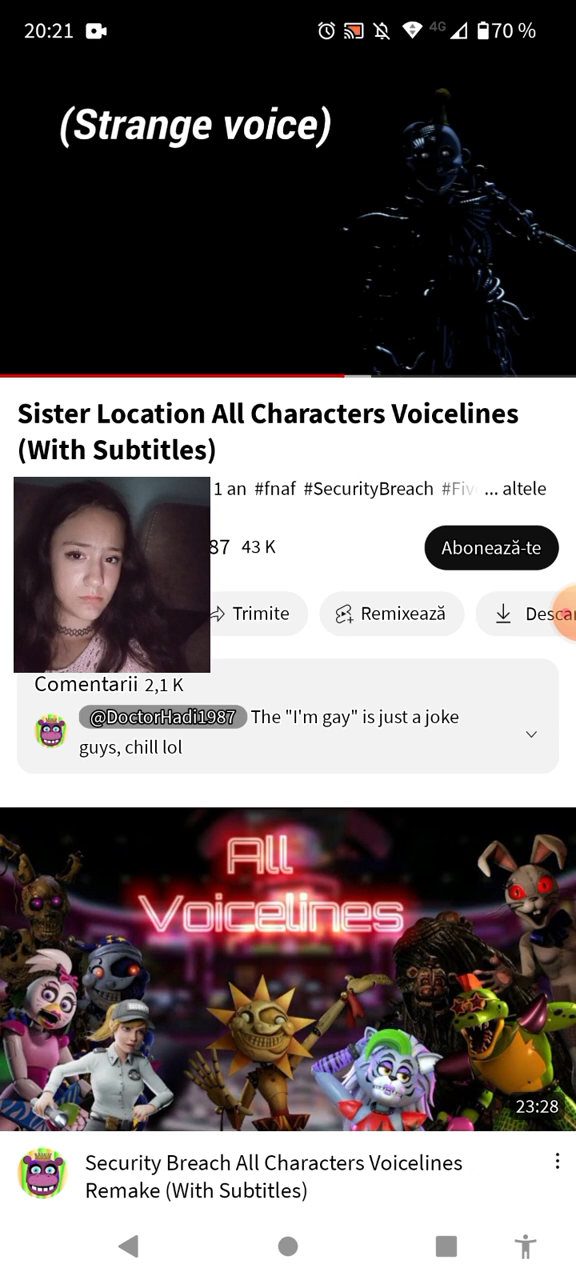 20:21 4G 70 %
(Strange voice)
Sister Location All Characters Voicelines
(With Subtitles)
1 an #fnaf #SecurityBreach #Fiv ... altele
87 43 K Abonează-te
Trimite Remixează Descar
Comentarii 2,1 K
@DoctorHadi1987 The "I'm gay" is just a joke
guys, chill lol
All
Voicelines
23:28
Security Breach All Characters Voicelines
Remake (With Subtitles)